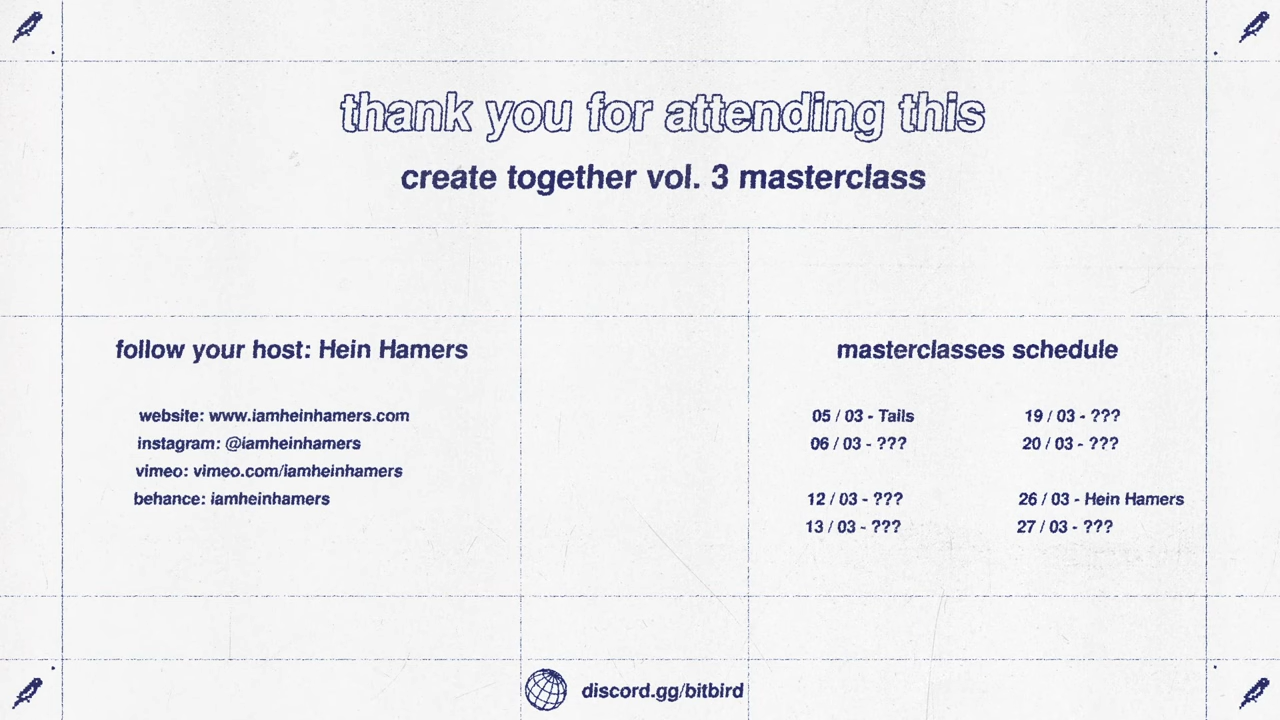 thank you for attending this
create together vol. 3 masterclass
follow your host: Hein Hamers
website: www.iamheinhamers.com
instagram: @iamheinhamers
vimeo: vimeo.com/iamheinhamers
behance: iamheinhamers
masterclasses schedule
05 / 03 - Tails
06 / 03 - ???
12 / 03 - ???
13 / 03 - ???
19 / 03 - ???
20 / 03 - ???
26 / 03 - Hein Hamers
27 / 03 - ???
discord.gg/bitbird